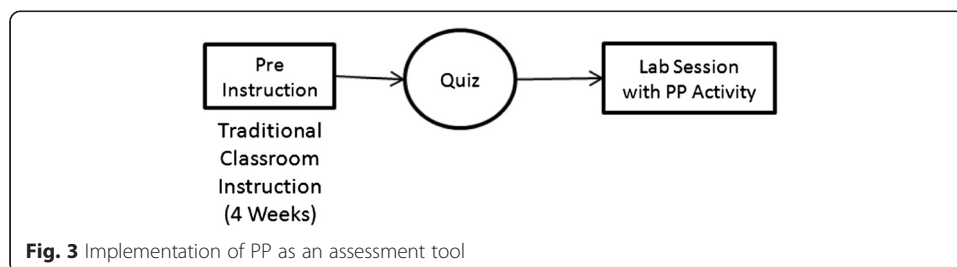 Pre
Instruction
Traditional
Classroom
Instruction
(4 Weeks)
Quiz
Lab Session
with PP Activity
Fig. 3 Implementation of PP as an assessment tool